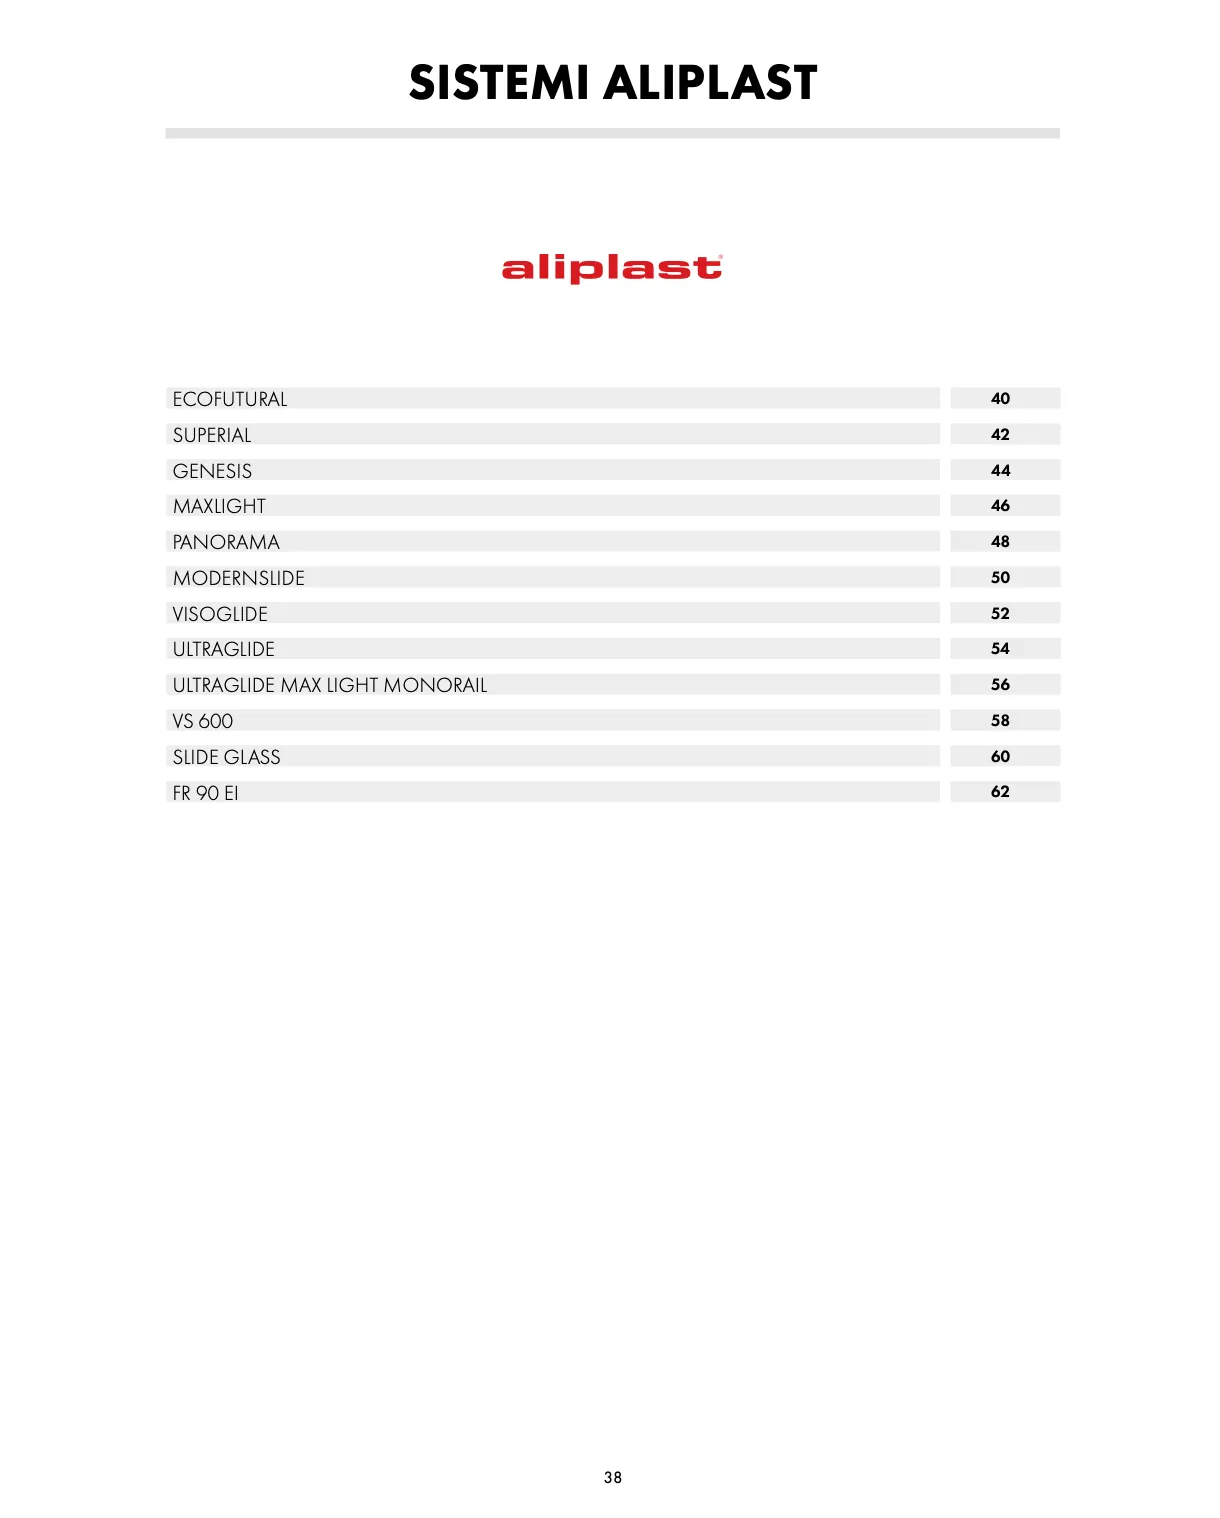 SISTEMI ALIPLAST
aliplast®
ECOFUTURAL 40
SUPERIAL 42
GENESIS 44
MAXLIGHT 46
PANORAMA 48
MODERNSLIDE 50
VISOGLIDE 52
ULTRAGLIDE 54
ULTRAGLIDE MAX LIGHT MONORAIL 56
VS 600 58
SLIDE GLASS 60
FR 90 EI 62
38